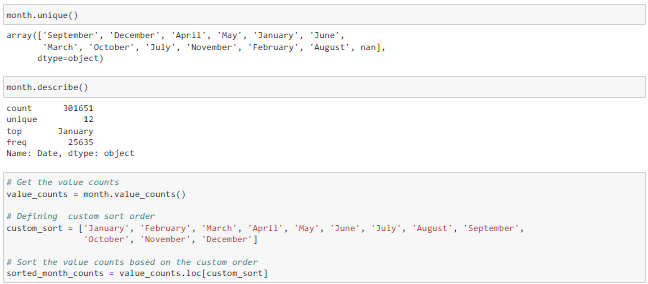 month.unique()
array(['September', 'December', 'April', 'May', 'January', 'June',
'March', 'October', 'July', 'November', 'February', 'August', nan],
dtype=object)
month.describe()
count 301651
unique 12
top January
freq 25635
Name: Date, dtype: object
# Get the value counts
value_counts = month.value_counts()
# Defining custom sort order
custom_sort = ['January', 'February', 'March', 'April', 'May', 'June', 'July', 'August', 'September',
'October', 'November', 'December']
# Sort the value counts based on the custom order
sorted_month_counts = value_counts.loc[custom_sort]